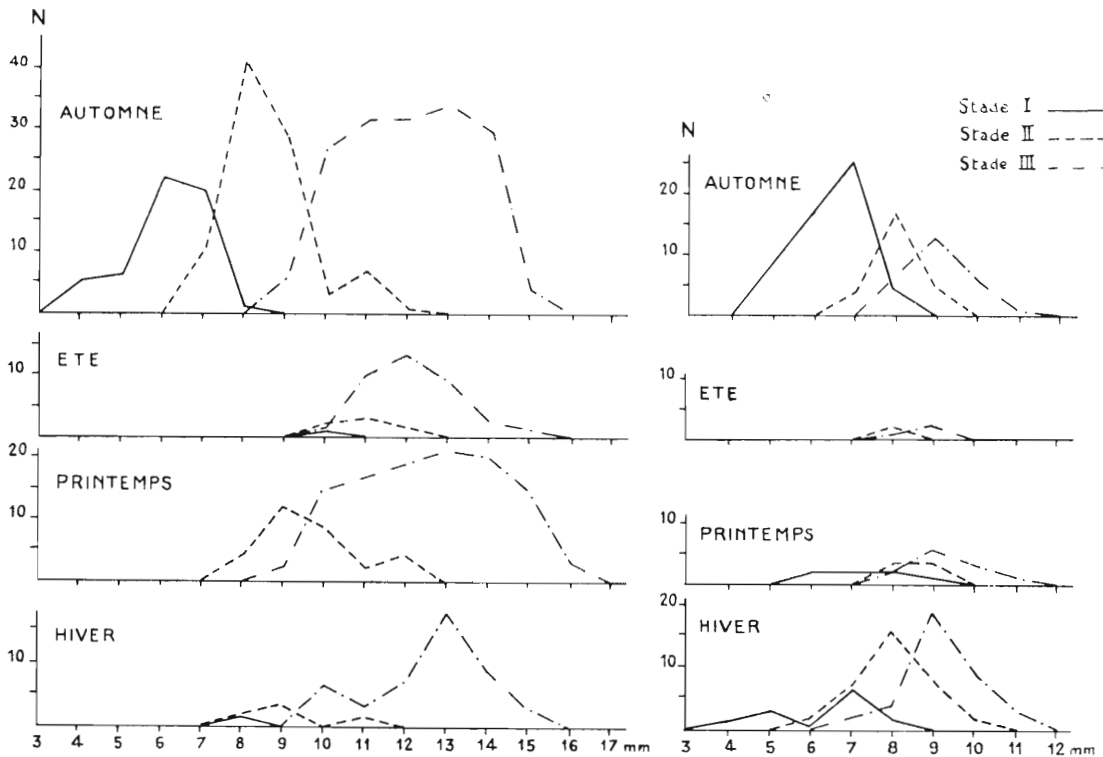 N
40
30
20
10
AUTOMNE
10
ETE
20
10
PRINTEMPS
10
HIVER
3 4 5 6 7 8 9 10 11 12 13 14 15 16 17 mm
Stade I
Stade II
Stade III
N
20
10
AUTOMNE
10
ETE
10
PRINTEMPS
20
10
HIVER
3 4 5 6 7 8 9 10 11 12 mm